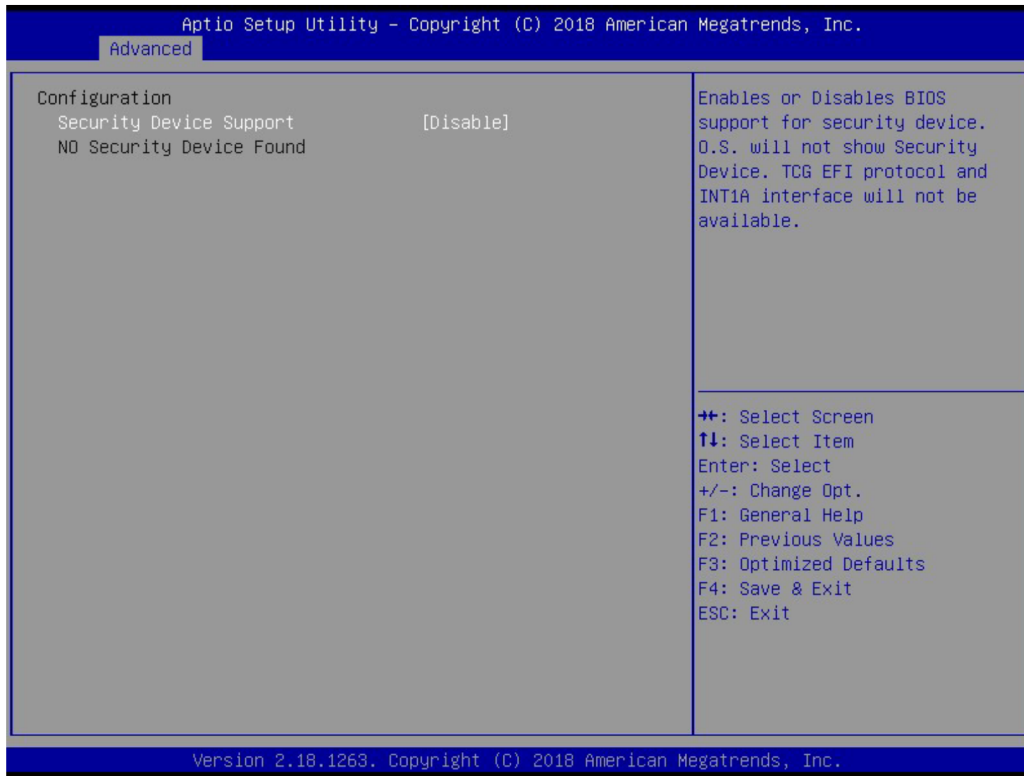 Aptio Setup Utility – Copyright (C) 2018 American Megatrends, Inc.
Advanced
Configuration
Security Device Support [Disable]
NO Security Device Found
Enables or Disables BIOS
support for security device.
O.S. will not show Security
Device. TCG EFI protocol and
INT1A interface will not be
available.
→←: Select Screen
↑↓: Select Item
Enter: Select
+/-: Change Opt.
F1: General Help
F2: Previous Values
F3: Optimized Defaults
F4: Save & Exit
ESC: Exit
Version 2.18.1263. Copyright (C) 2018 American Megatrends, Inc.